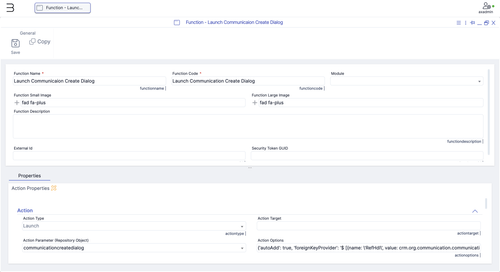 Function - Launc...
asadmin
Function - Launch Communicaion Create Dialog
General
Save
Copy
Function Name *
Function Code *
Module
Launch Communicaion Create Dialog
Launch Communication Create Dialog
functionname
functioncode
Function Small Image
Function Large Image
fad fa-plus
fad fa-plus
Function Description
functiondescription
External Id
Security Token GUID
Properties
Action Properties
Action
Action Type
Action Target
Launch
actiontype
actiontarget
Action Parameter (Repository Object)
Action Options
communicationcreatedialog
{'autoAdd': true, 'foreignKeyProvider': '$ {{name: \'RefHdl\', value: crm.org.communication.communicati
actionoptions